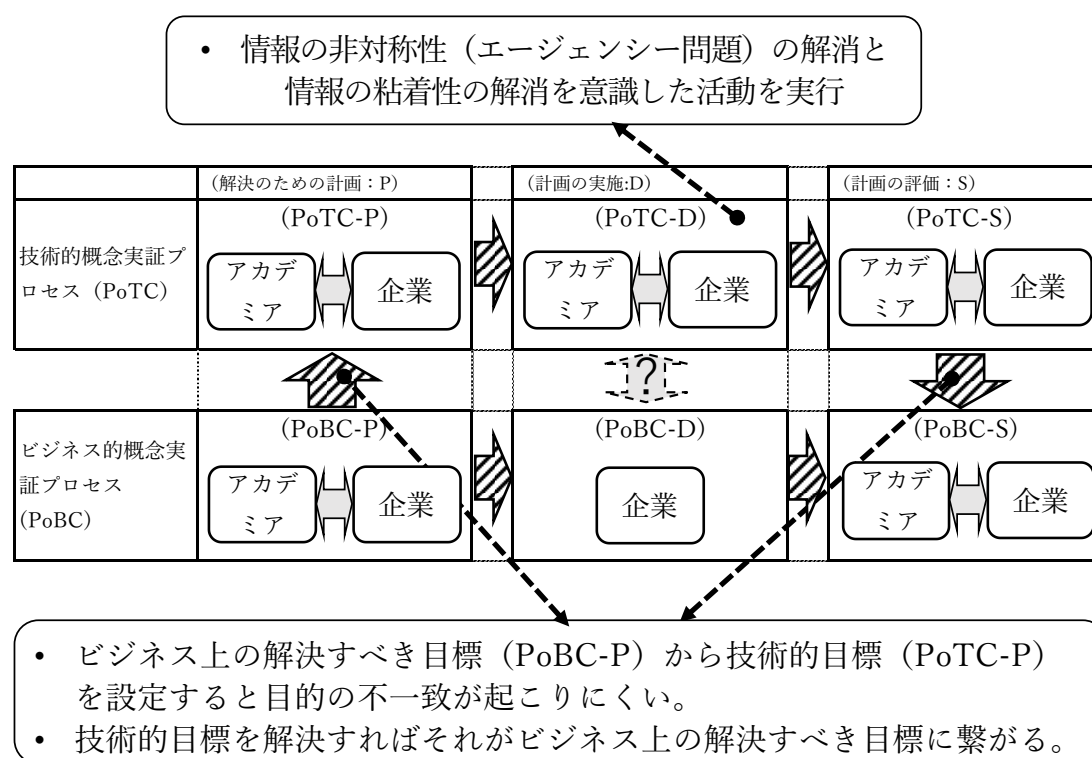 • 情報の非対称性（エージェンシー問題）の解消と
情報の粘着性の解消を意識した活動を実行
(解決のための計画：P)
(計画の実施:D)
(計画の評価：S)
技術的概念実証プ
ロセス（PoTC）
(PoTC-P)
アカデ
ミア
企業
(PoTC-D)
アカデ
ミア
企業
(PoTC-S)
アカデ
ミア
企業
?
ビジネス的概念実
証プロセス
(PoBC)
(PoBC-P)
アカデ
ミア
企業
(PoBC-D)
企業
(PoBC-S)
アカデ
ミア
企業
• ビジネス上の解決すべき目標（PoBC-P）から技術的目標（PoTC-P）
を設定すると目的の不一致が起こりにくい。
• 技術的目標を解決すればそれがビジネス上の解決すべき目標に繋がる。